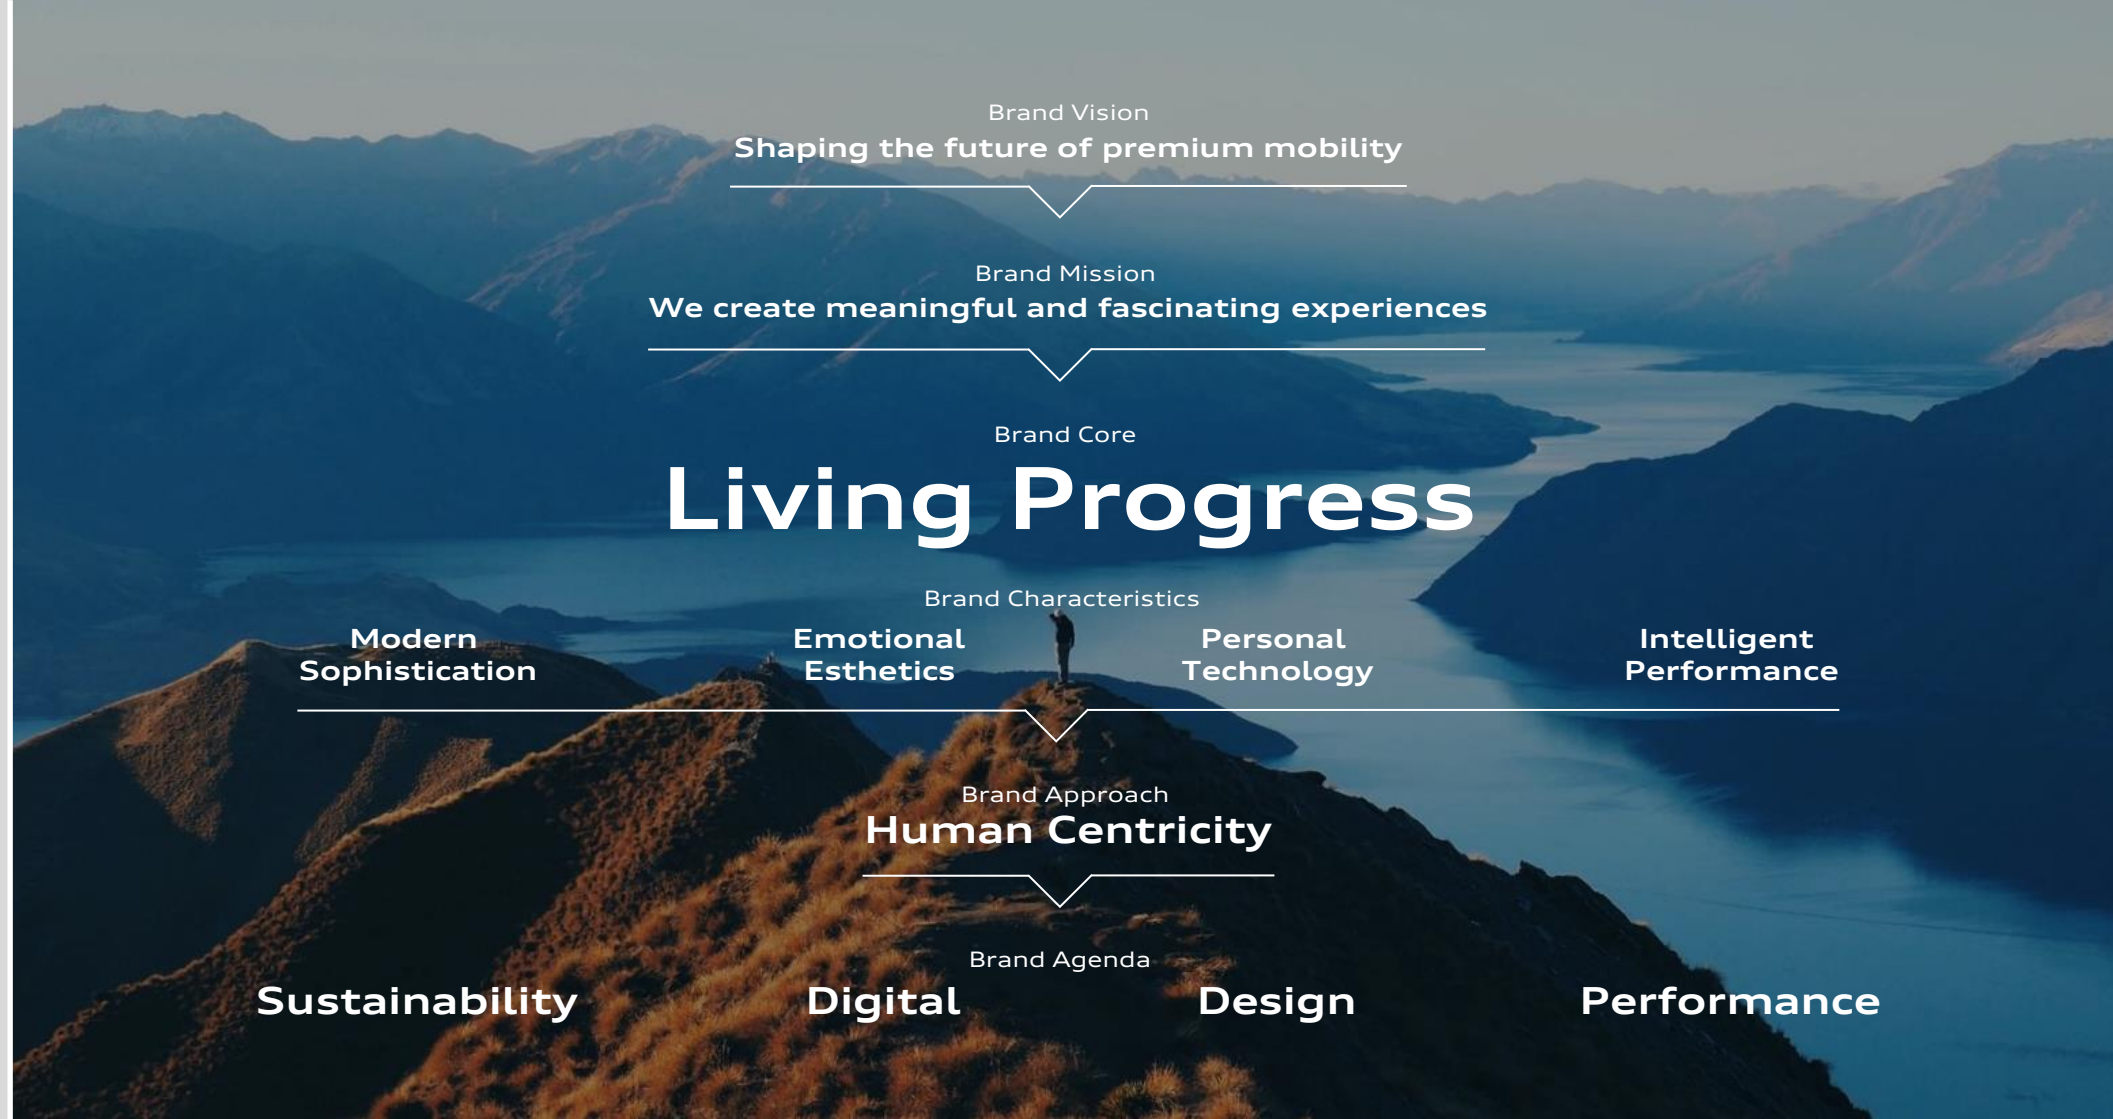 Brand Vision
Shaping the future of premium mobility
Brand Mission
We create meaningful and fascinating experiences
Brand Core
Living Progress
Brand Characteristics
Modern
Sophistication
Emotional
Esthetics
Personal
Technology
Intelligent
Performance
Brand Approach
Human Centricity
Brand Agenda
Sustainability
Digital
Design
Performance